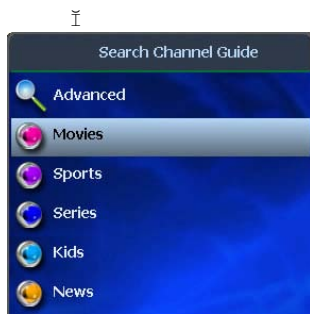 Search Channel Guide
Advanced
Movies
Sports
Series
Kids
News